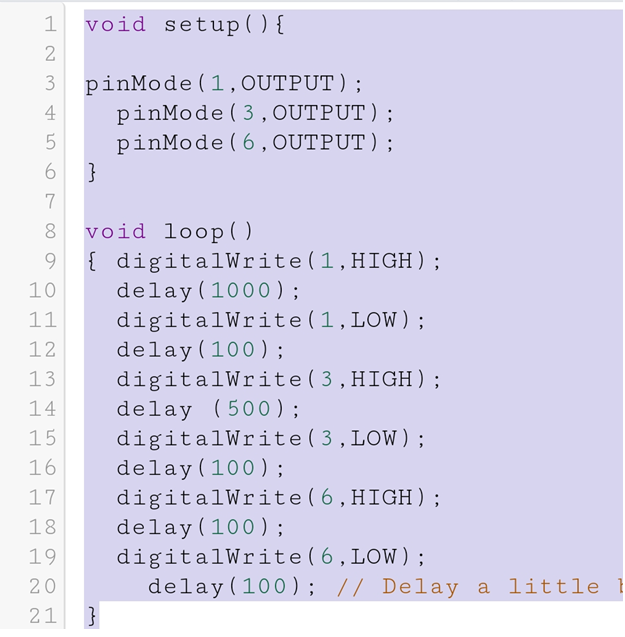 1 void setup(){
2
3 pinMode(1,OUTPUT);
4 pinMode(3,OUTPUT);
5 pinMode(6,OUTPUT);
6 }
7
8 void loop()
9 { digitalWrite(1,HIGH);
10 delay(1000);
11 digitalWrite(1,LOW);
12 delay(100);
13 digitalWrite(3,HIGH);
14 delay (500);
15 digitalWrite(3,LOW);
16 delay(100);
17 digitalWrite(6,HIGH);
18 delay(100);
19 digitalWrite(6,LOW);
20 delay(100); // Delay a little
21 }